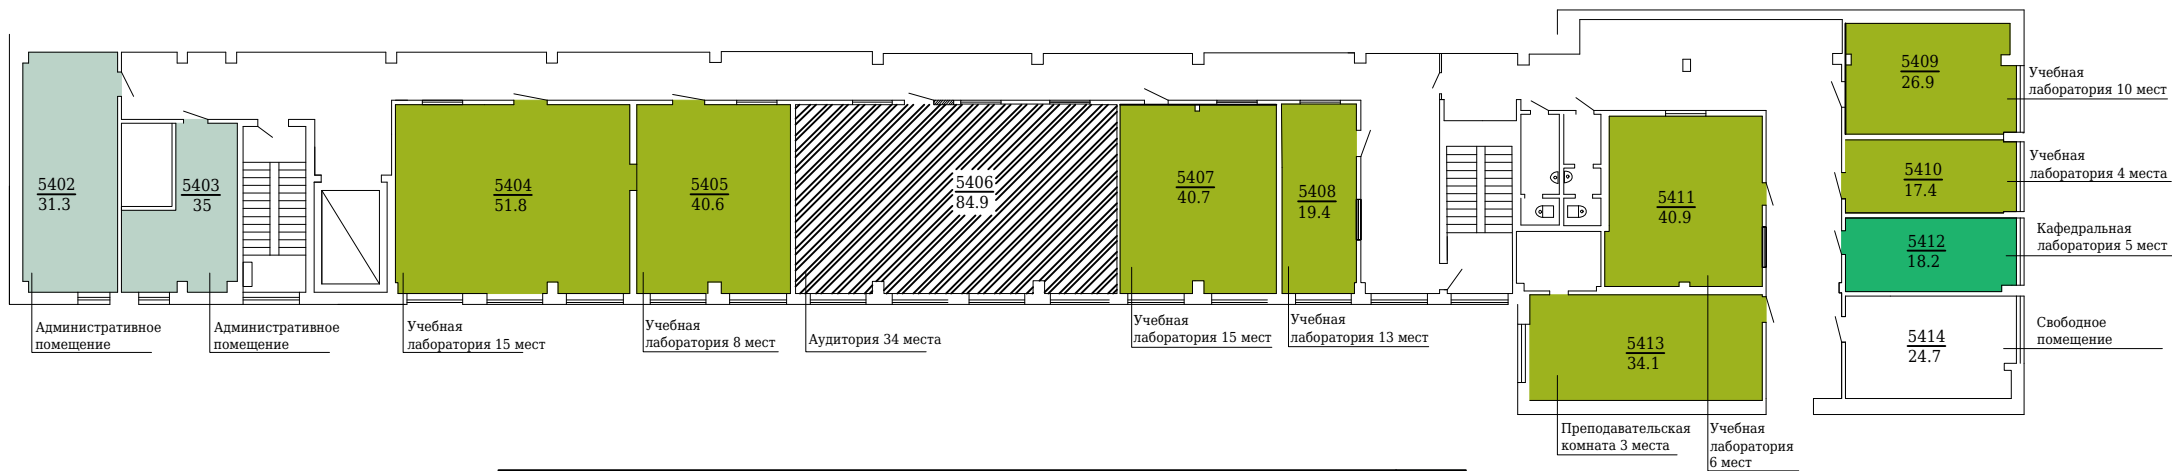 5402
31.3
5403
35
5404
51.8
5405
40.6
5406
84.9
5407
40.7
5408
19.4
5411
40.9
5409
26.9
5410
17.4
5412
18.2
5413
34.1
5414
24.7
Учебная
лаборатория 10 мест
Учебная
лаборатория 4 места
Кафедральная
лаборатория 5 мест
Свободное
помещение
Административное
помещение
Административное
помещение
Учебная
лаборатория 15 мест
Учебная
лаборатория 8 мест
Аудитория 34 места
Учебная
лаборатория 15 мест
Учебная
лаборатория 13 мест
Преподавательская
комната 3 места
Учебная
лаборатория
6 мест